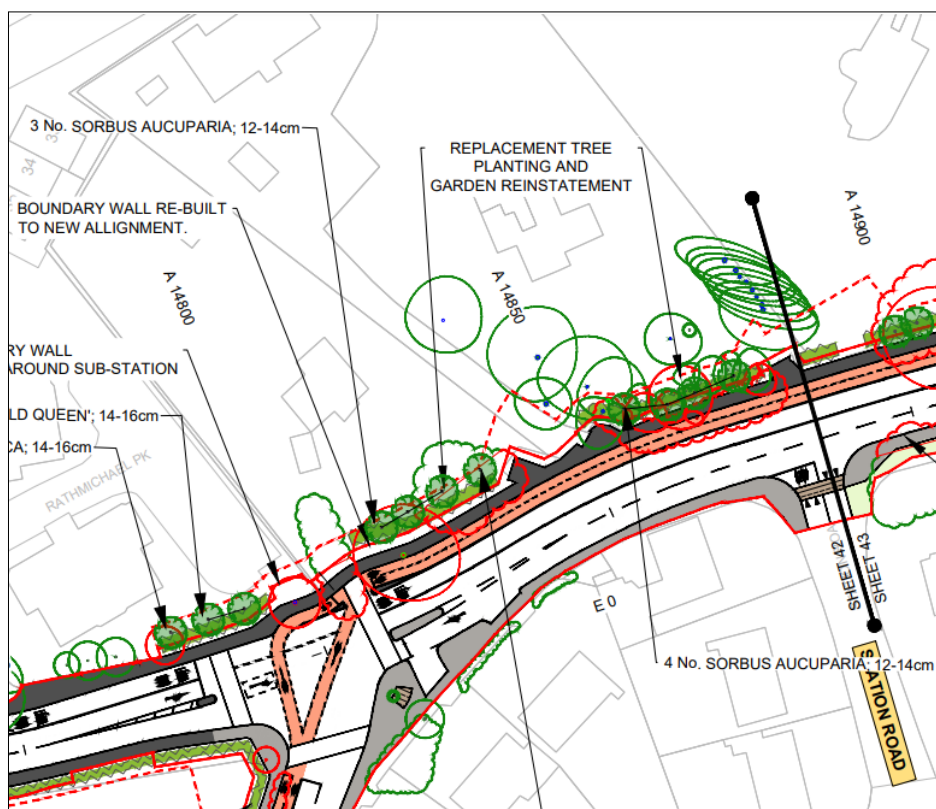 34
3 No. SORBUS AUCUPARIA; 12-14cm
REPLACEMENT TREE
PLANTING AND
GARDEN REINSTATEMENT
BOUNDARY WALL RE-BUILT
TO NEW ALLIGNMENT.
A 14800
A 14850
A 14900
RY WALL
AROUND SUB-STATION
LD QUEEN'; 14-16cm
CA; 14-16cm
RATHMICHAEL PK
E 0
SHEET 42
SHEET 43
4 No. SORBUS AUCUPARIA; 12-14cm
STATION ROAD